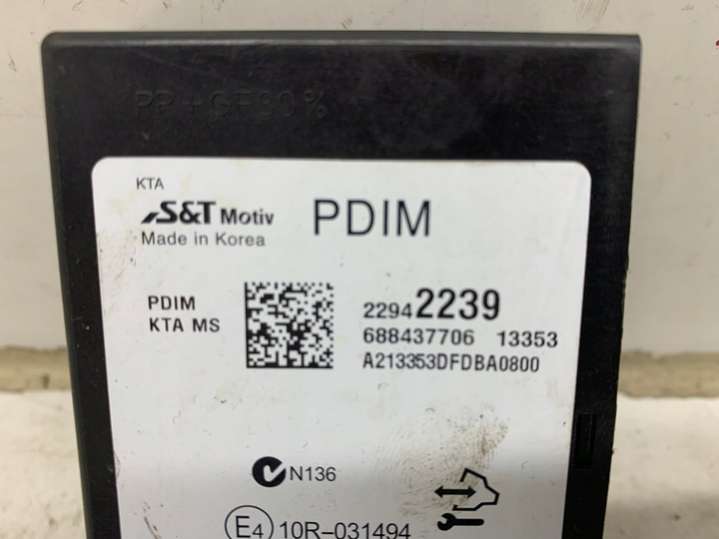 KTA
S&T Motiv
PDIM
Made in Korea
PDIM
KTA MS
22942239
688437706 13353
A213353DFDBA0800
N136
E4 10R-031494